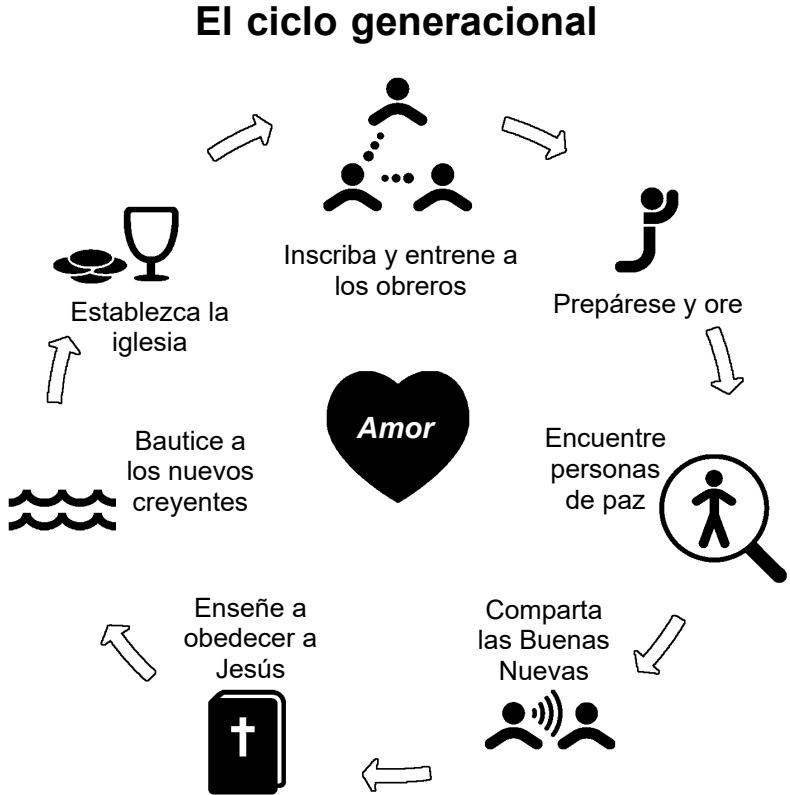 El ciclo generacional
Inscriba y entrene a
los obreros
Prepárese y ore
Encuentre
personas
de paz
Comparta
las Buenas
Nuevas
Enseñe a
obedecer a
Jesús
Bautice a
los nuevos
creyentes
Establezca la
iglesia
Amor